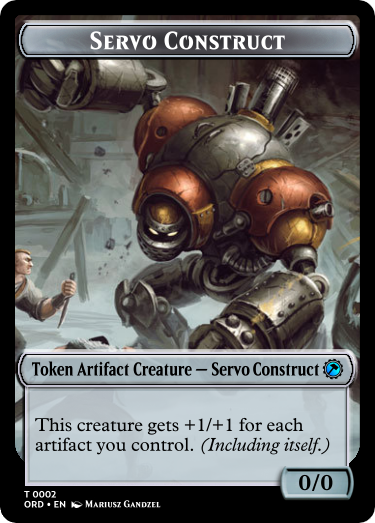 Servo Construct
Token Artifact Creature — Servo Construct
This creature gets +1/+1 for each
artifact you control. (Including itself.)
0/0
T 0002
ORD • EN Mariusz Gandzel